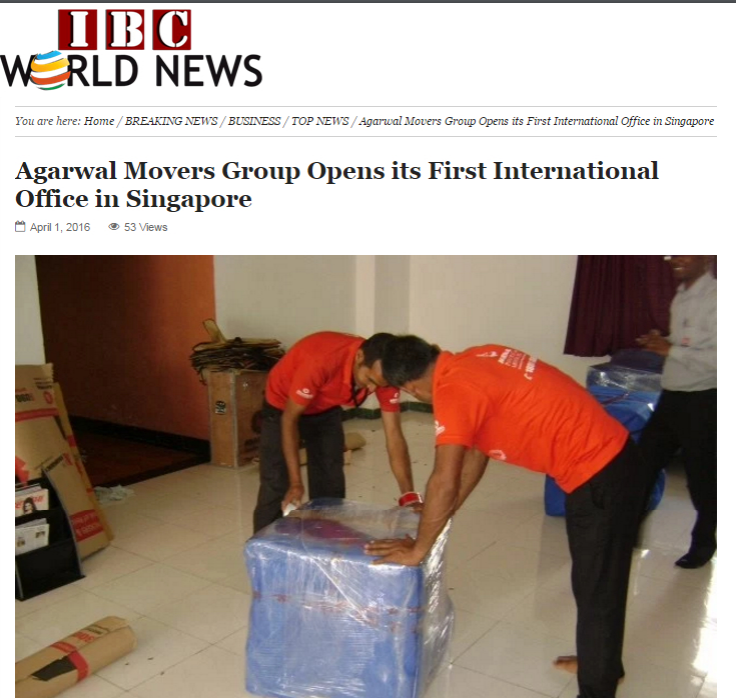 IBC
WORLD NEWS
You are here: Home / BREAKING NEWS / BUSINESS / TOP NEWS / Agarwal Movers Group Opens its First International Office in Singapore
Agarwal Movers Group Opens its First International
Office in Singapore
April 1, 2016 53 Views